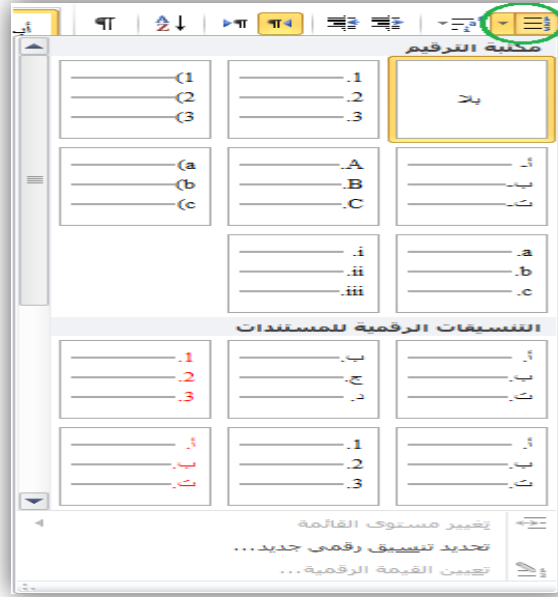 مكتبة الترقيم
بلا
1.
2.
3.
1)
2)
3)
أ-
ب-
ت-
A.
B.
C.
a)
b)
c)
a.
b.
c.
i.
ii.
iii.
التنسيقات الرقمية للمستندات
أ.
ب.
ت.
ب.
ج.
د.
1.
2.
3.
أ.
ب.
ت.
1.
2.
3.
أ.
ب.
ت.
تغيير مستوى القائمة
تحديد تنسيق رقمي جديد...
تعيين القيمة الرقمية...